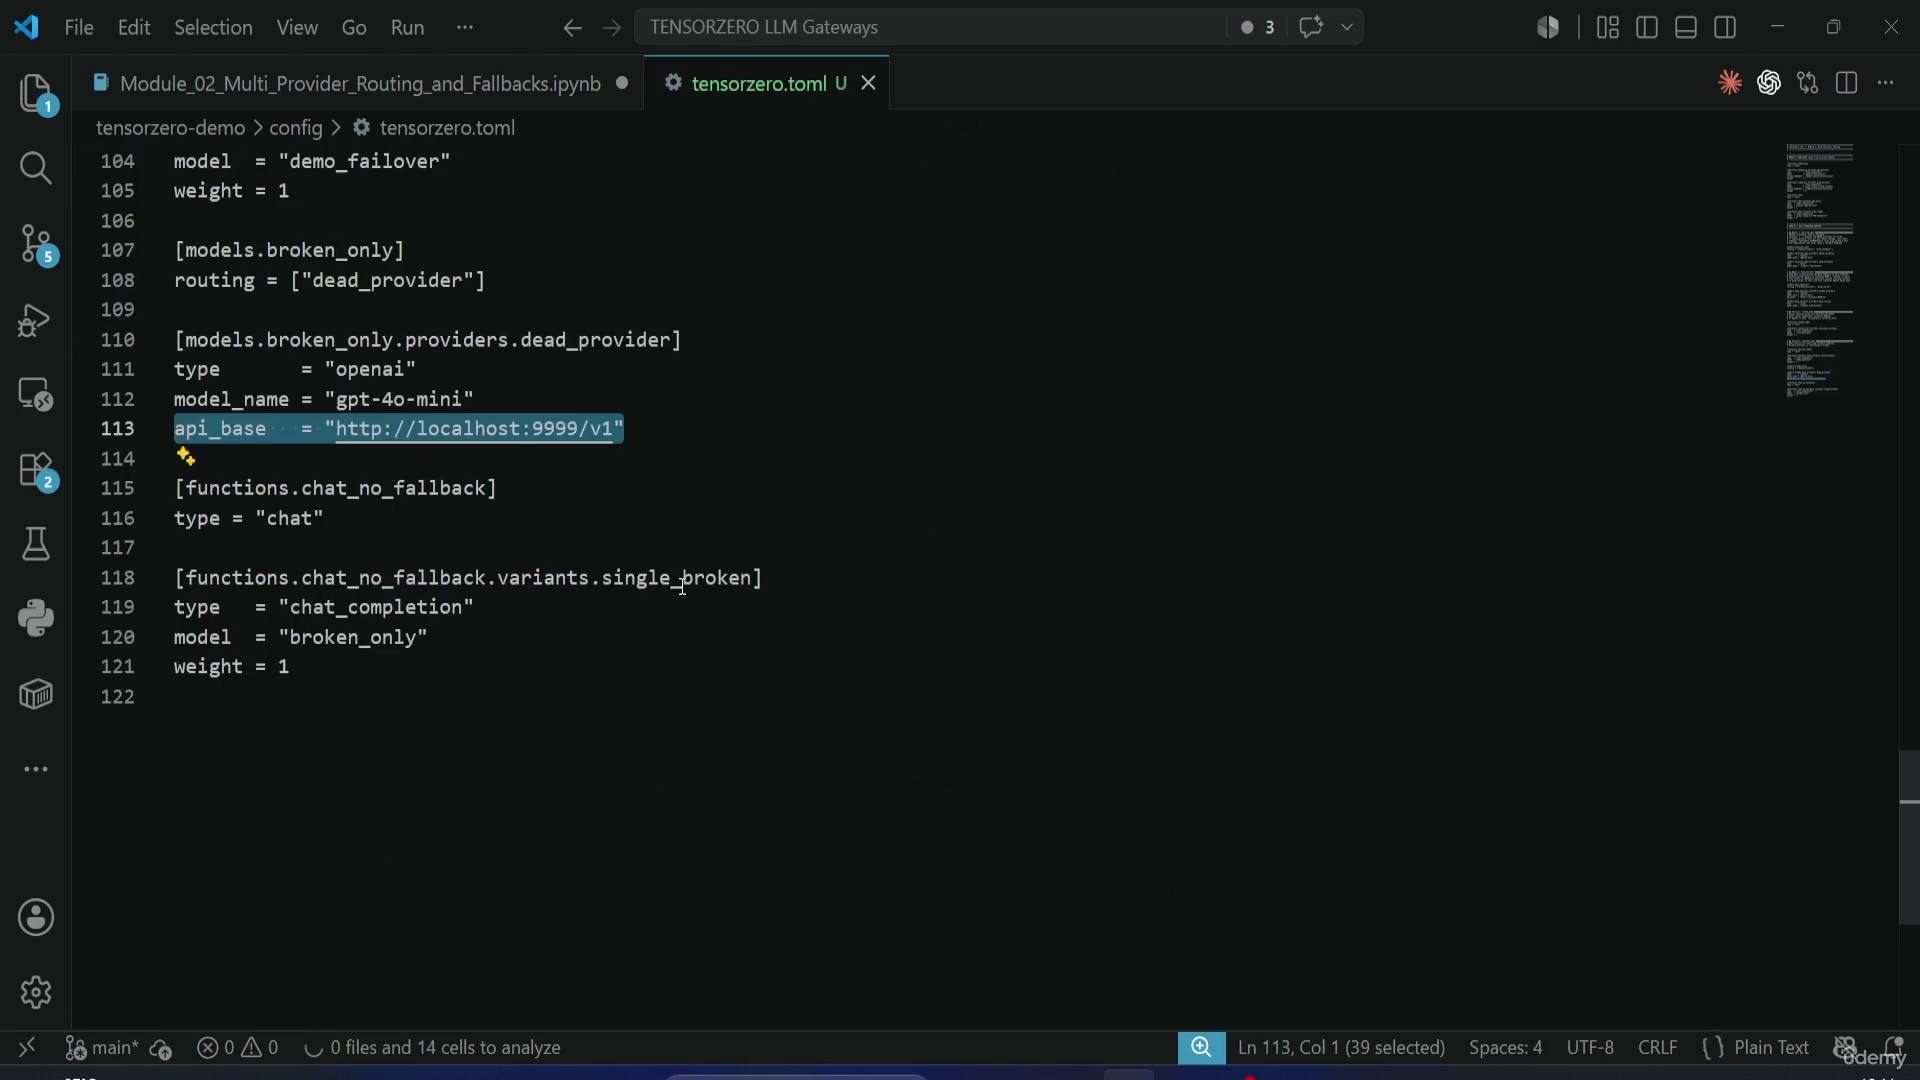 File Edit Selection View Go Run ··· TENSORZERO LLM Gateways 3
Module_02_Multi_Provider_Routing_and_Fallbacks.ipynb tensorzero.toml U
tensorzero-demo > config > tensorzero.toml
104 model  = "demo_failover"
105 weight = 1
106
107 [models.broken_only]
108 routing = ["dead_provider"]
109
110 [models.broken_only.providers.dead_provider]
111 type       = "openai"
112 model_name = "gpt-4o-mini"
113 api_base   = "http://localhost:9999/v1"
114
115 [functions.chat_no_fallback]
116 type = "chat"
117
118 [functions.chat_no_fallback.variants.single_broken]
119 type   = "chat_completion"
120 model  = "broken_only"
121 weight = 1
122
1
5
2
main* 0 0 0 files and 14 cells to analyze Ln 113, Col 1 (39 selected) Spaces: 4 UTF-8 CRLF {} Plain Text
udemy